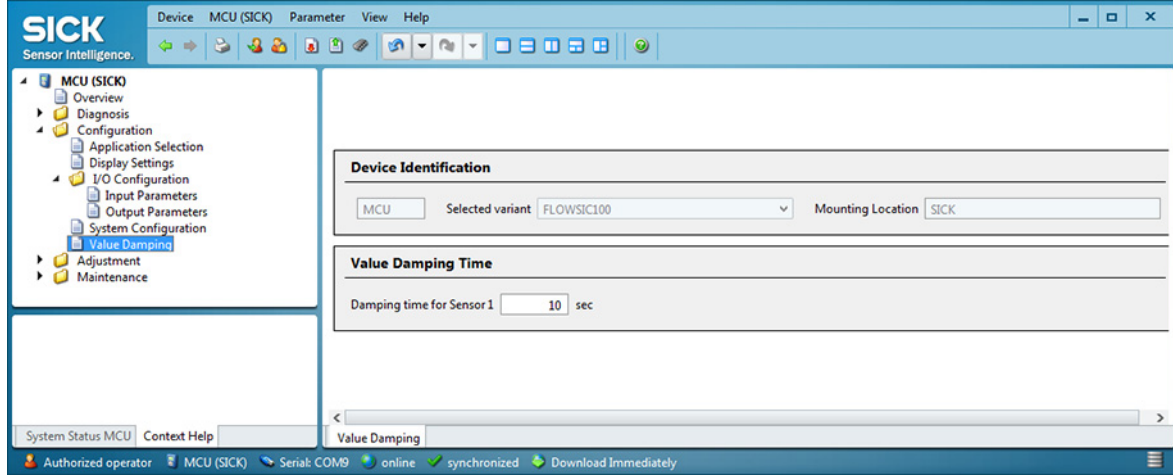 SICK
Sensor Intelligence.
Device MCU (SICK) Parameter View Help
MCU (SICK)
Overview
Diagnosis
Configuration
Application Selection
Display Settings
I/O Configuration
Input Parameters
Output Parameters
System Configuration
Value Damping
Adjustment
Maintenance
System Status MCU Context Help
Device Identification
MCU Selected variant FLOWSIC100 Mounting Location SICK
Value Damping Time
Damping time for Sensor 1 10 sec
Value Damping
Authorized operator MCU (SICK) Serial: COM9 online synchronized Download Immediately